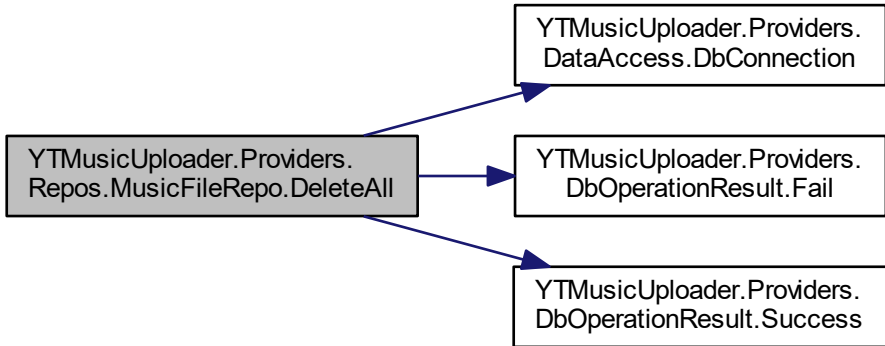 YTMusicUploader.Providers.
Repos.MusicFileRepo.DeleteAll
YTMusicUploader.Providers.
DataAccess.DbConnection
YTMusicUploader.Providers.
DbOperationResult.Fail
YTMusicUploader.Providers.
DbOperationResult.Success